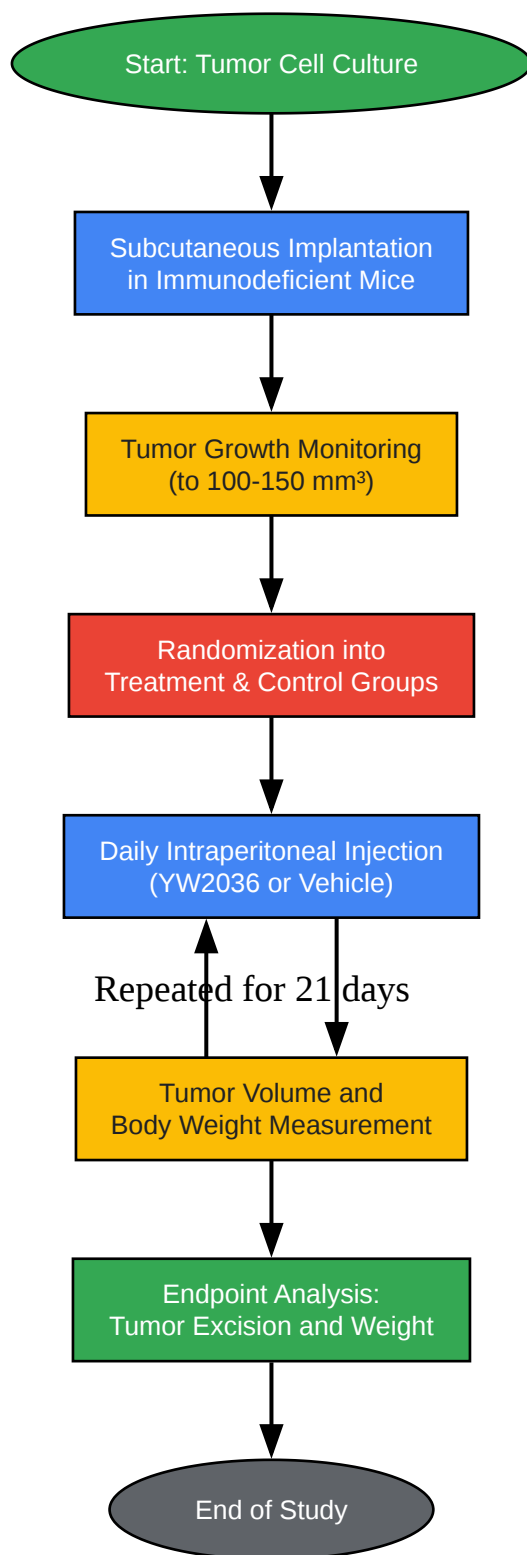 Start: Tumor Cell Culture
Subcutaneous Implantation
in Immunodeficient Mice
Tumor Growth Monitoring
(to 100-150 mm³)
Randomization into
Treatment & Control Groups
Daily Intraperitoneal Injection
(YW2036 or Vehicle)
Repeated for 21 days
Tumor Volume and
Body Weight Measurement
Endpoint Analysis:
Tumor Excision and Weight
End of Study